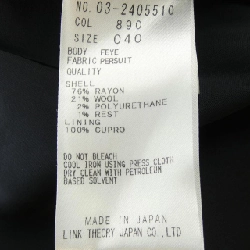 NO. 03-2405510
COL 890
SIZE C40
BODY FEYE
FABRIC PERSUIT
QUALITY
SHELL
76% RAYON
21% WOOL
2% POLYURETHANE
1% REST
LINING
100% CUPRO
DO NOT BLEACH
COOL IRON USING PRESS CLOTH
DRY CLEAN WITH PETROLEUM
BASED SOLVENT
MADE IN JAPAN
LINK THEORY JAPAN CO., LTD.